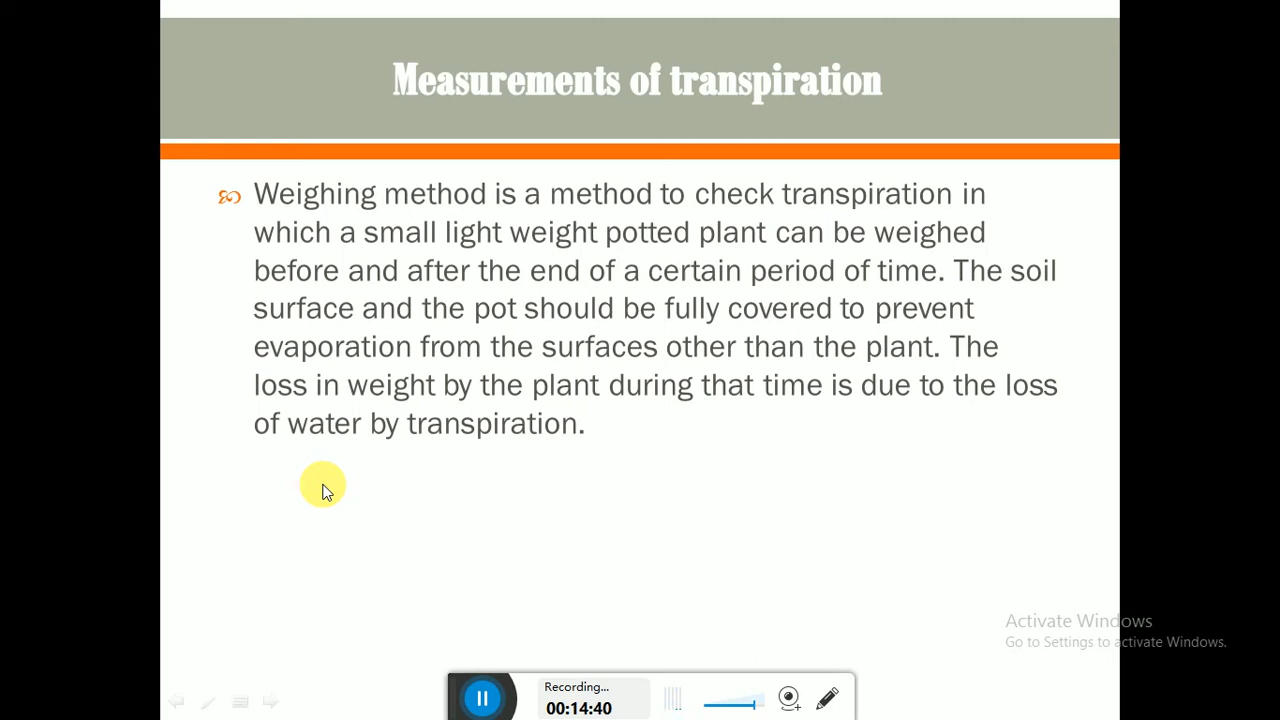 Measurements of transpiration
Weighing method is a method to check transpiration in
which a small light weight potted plant can be weighed
before and after the end of a certain period of time. The soil
surface and the pot should be fully covered to prevent
evaporation from the surfaces other than the plant. The
loss in weight by the plant during that time is due to the loss
of water by transpiration.
Activate Windows
Go to Settings to activate Windows.
Recording...
00:14:40